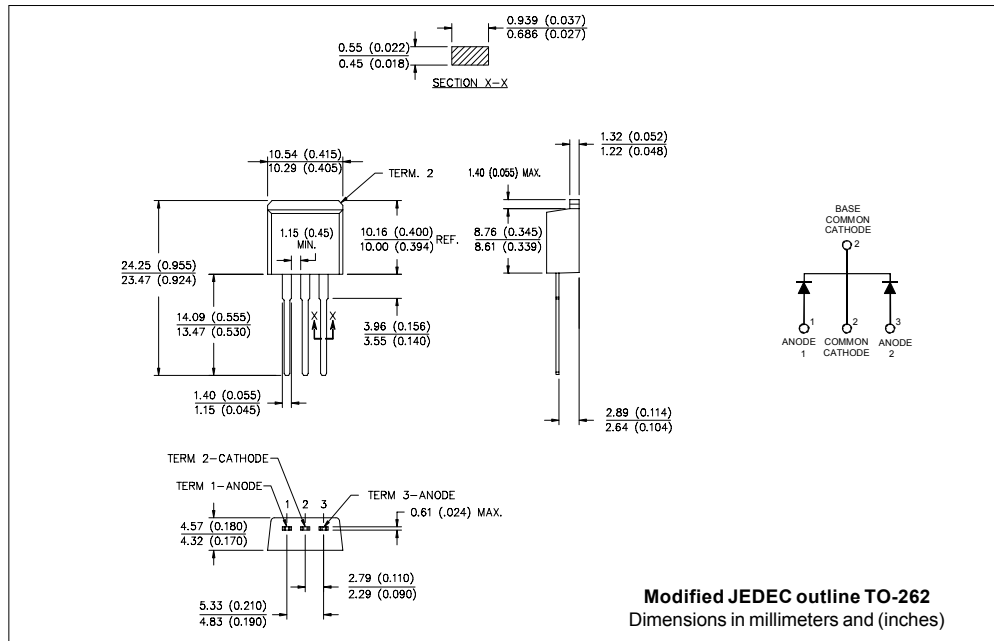 0.939 (0.037)
0.686 (0.027)
0.55 (0.022)
0.45 (0.018)
SECTION X-X
10.54 (0.415)
10.29 (0.405)
TERM. 2
1.32 (0.052)
1.22 (0.048)
1.40 (0.055) MAX.
1.15 (0.45)
MIN.
10.16 (0.400)
10.00 (0.394)
REF.
8.76 (0.345)
8.61 (0.339)
24.25 (0.955)
23.47 (0.924)
14.09 (0.555)
13.47 (0.530)
X X
3.96 (0.156)
3.55 (0.140)
1.40 (0.055)
1.15 (0.045)
2.89 (0.114)
2.64 (0.104)
BASE
COMMON
CATHODE
2
1 2 3
ANODE COMMON ANODE
1 CATHODE 2
TERM 2-CATHODE
TERM 1-ANODE
TERM 3-ANODE
1 2 3
0.61 (.024) MAX.
4.57 (0.180)
4.32 (0.170)
2.79 (0.110)
2.29 (0.090)
5.33 (0.210)
4.83 (0.190)
Modified JEDEC outline TO-262
Dimensions in millimeters and (inches)